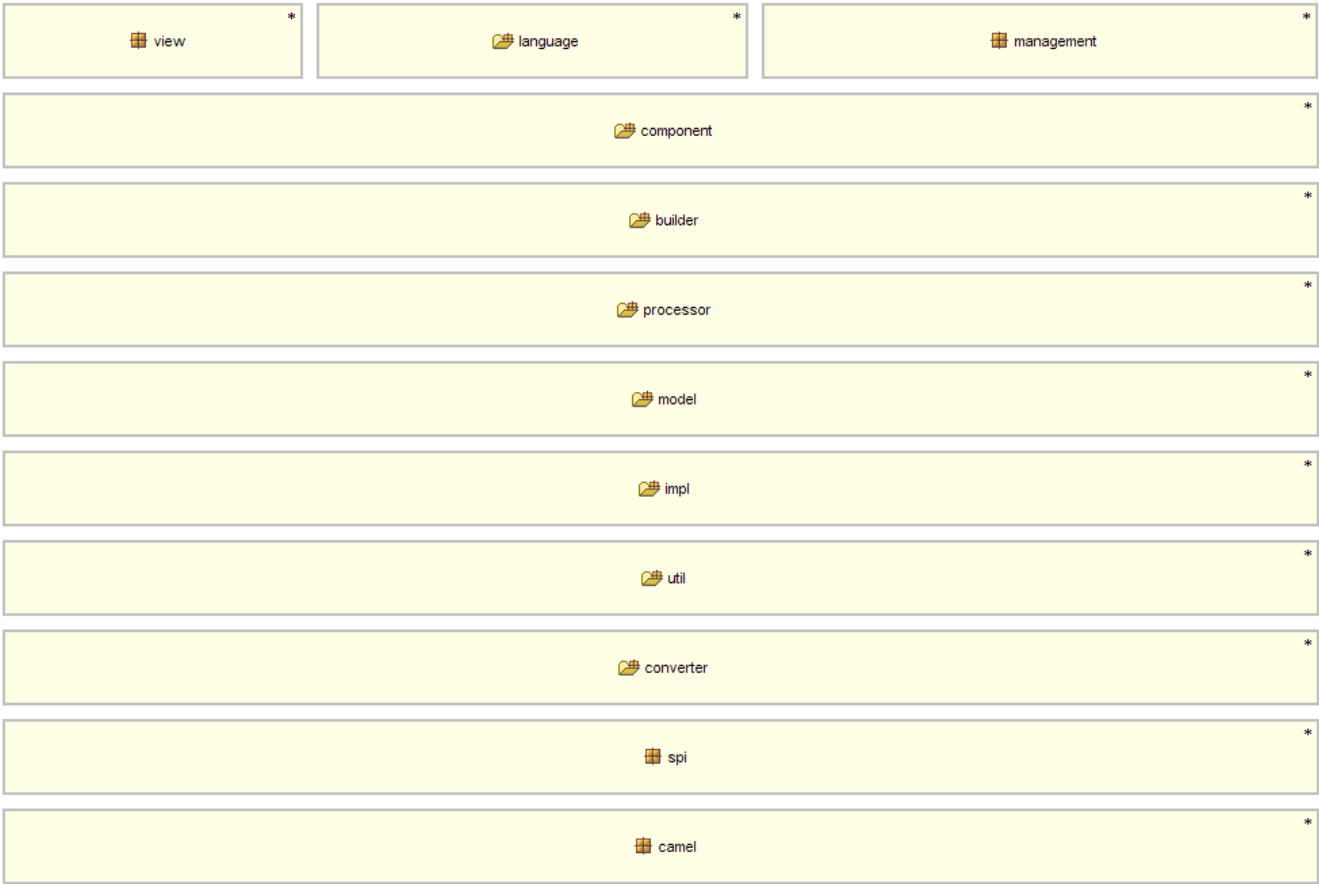 view *
language *
management *
component *
builder *
processor *
model *
impl *
util *
converter *
spi *
camel *